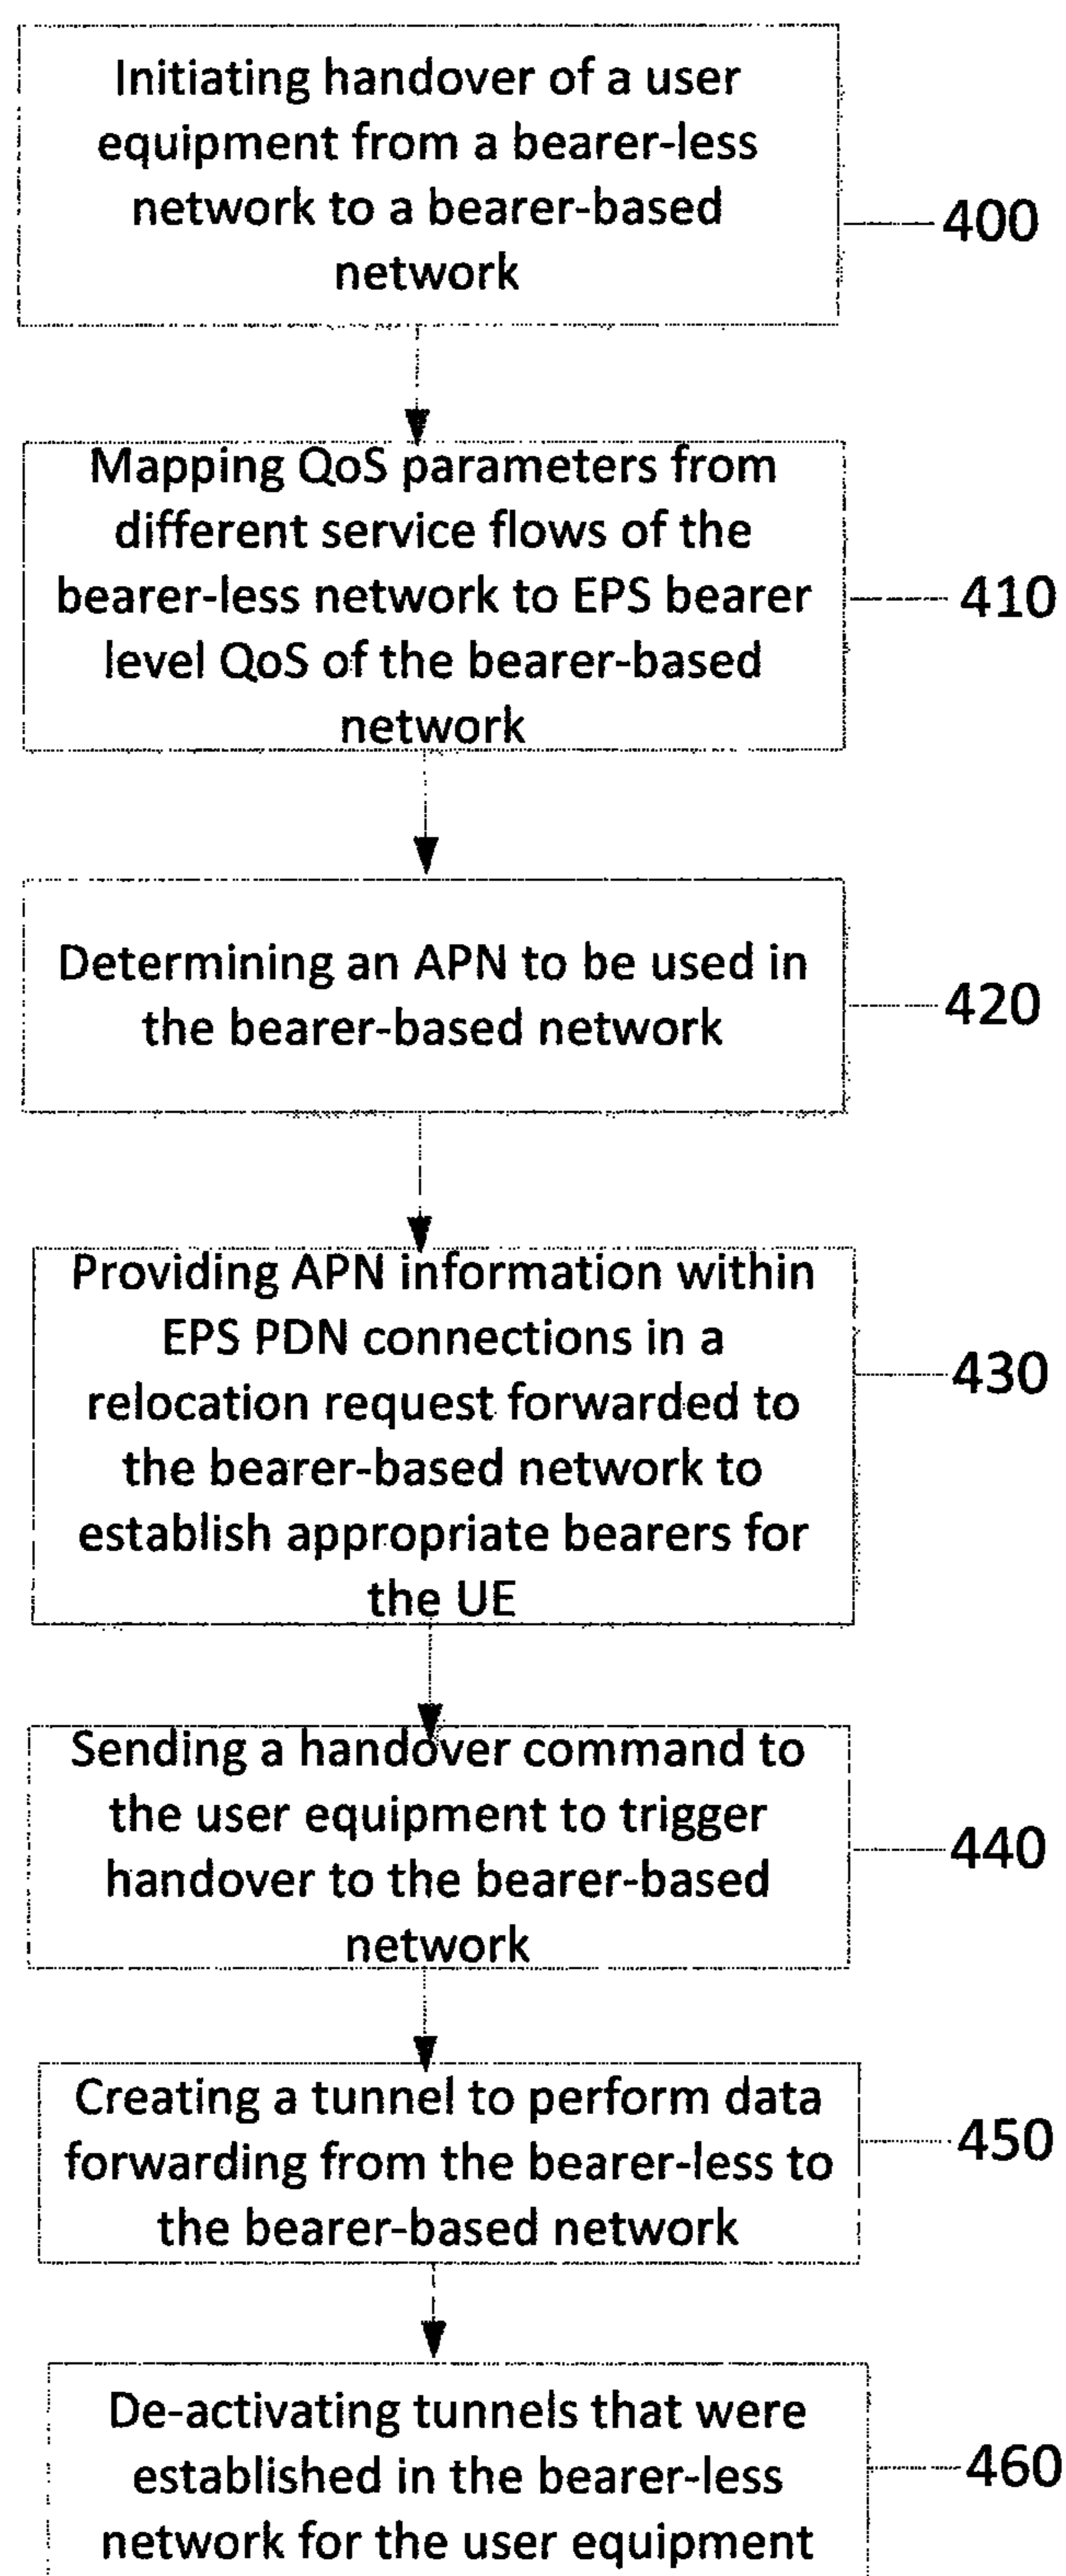 Initiating handover of a user
equipment from a bearer-less
network to a bearer-based
network
400
Mapping QoS parameters from
different service flows of the
bearer-less network to EPS bearer
level QoS of the bearer-based
network
410
Determining an APN to be used in
the bearer-based network
420
Providing APN information within
EPS PDN connections in a
relocation request forwarded to
the bearer-based network to
establish appropriate bearers for
the UE
430
Sending a handover command to
the user equipment to trigger
handover to the bearer-based
network
440
Creating a tunnel to perform data
forwarding from the bearer-less to
the bearer-based network
450
De-activating tunnels that were
established in the bearer-less
network for the user equipment
460